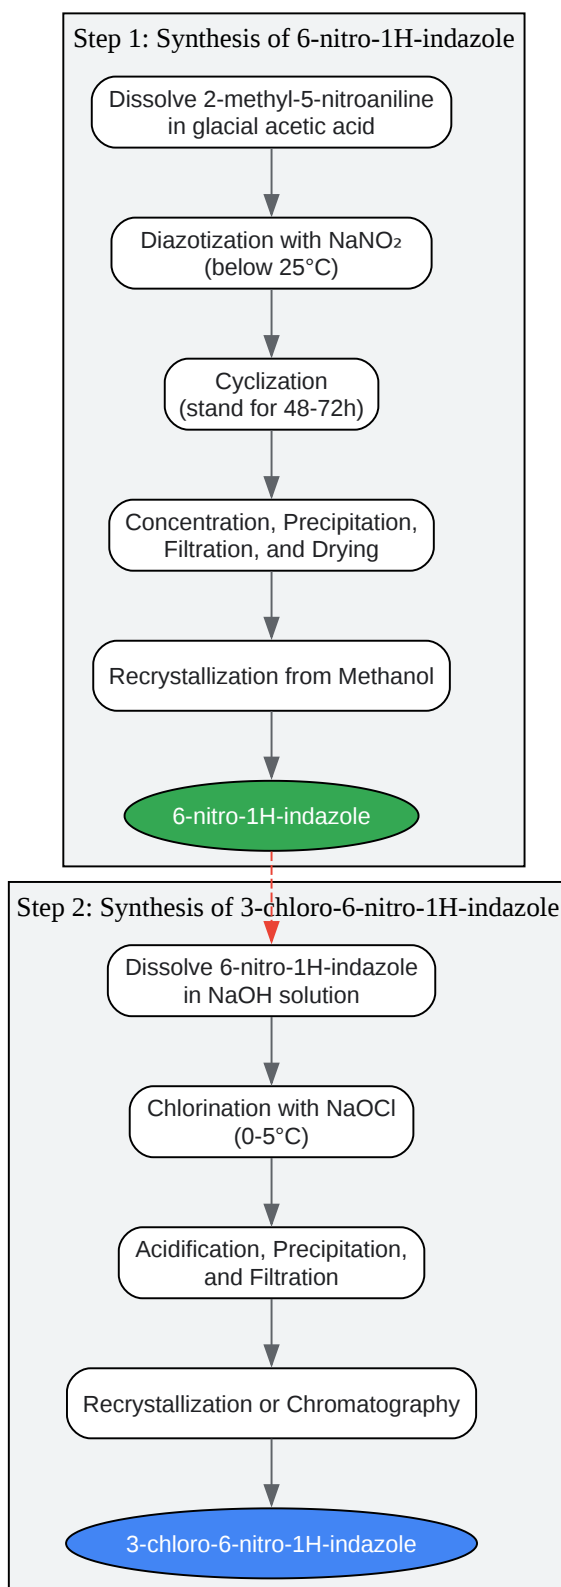 Step 1: Synthesis of 6-nitro-1H-indazole
Dissolve 2-methyl-5-nitroaniline
in glacial acetic acid
Diazotization with NaNO₂
(below 25°C)
Cyclization
(stand for 48-72h)
Concentration, Precipitation,
Filtration, and Drying
Recrystallization from Methanol
6-nitro-1H-indazole
Step 2: Synthesis of 3-chloro-6-nitro-1H-indazole
Dissolve 6-nitro-1H-indazole
in NaOH solution
Chlorination with NaOCl
(0-5°C)
Acidification, Precipitation,
and Filtration
Recrystallization or Chromatography
3-chloro-6-nitro-1H-indazole